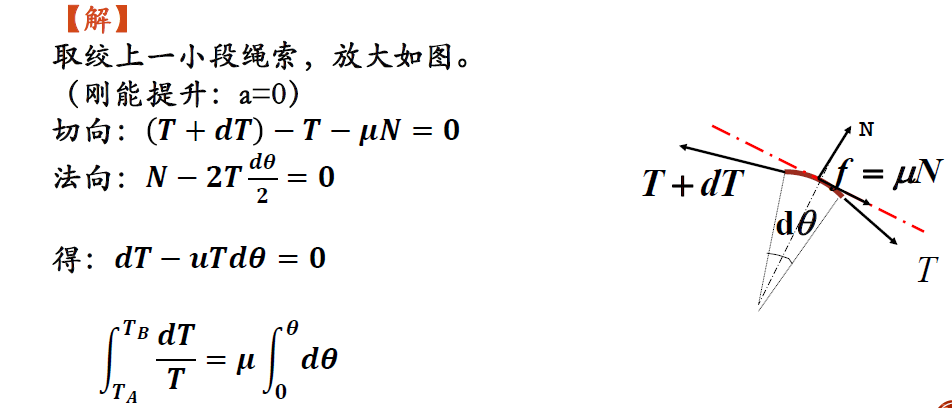 【解】
取绞上一小段绳索，放大如图。
（刚能提升：a=0）
切向：(T + dT) − T − μN = 0
法向：N − 2T dθ/2 = 0
得：dT − uTdθ = 0
∫_{T_A}^{T_B} dT/T = μ ∫_0^θ dθ
N
f = μN
T + dT
dθ
T